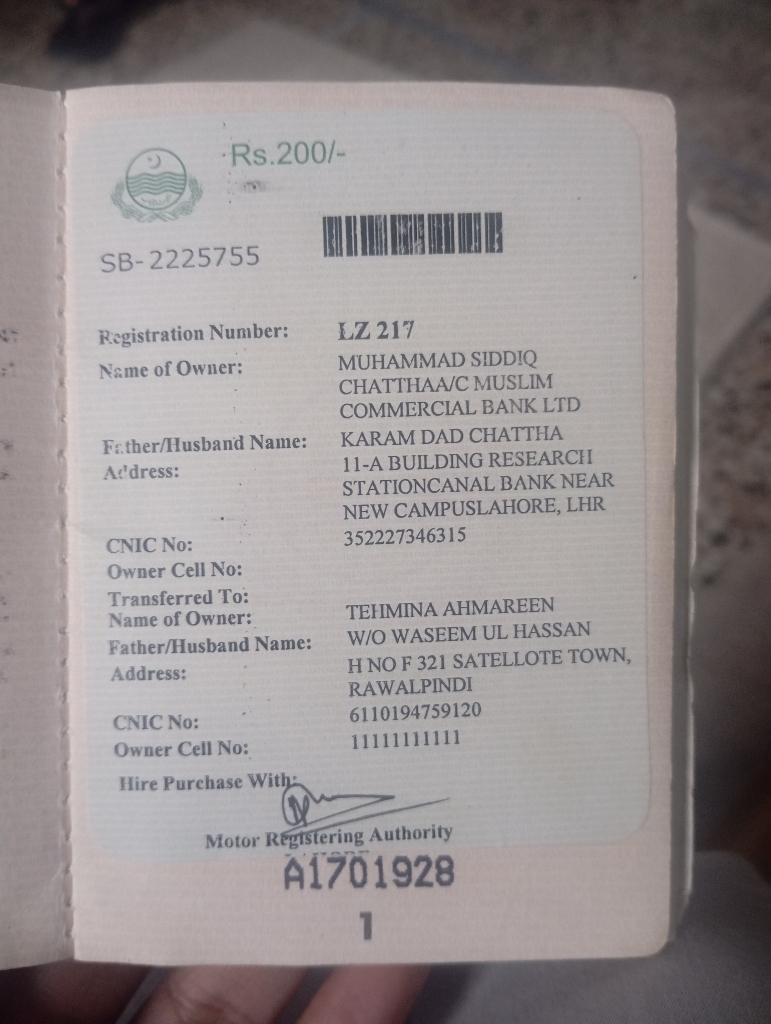 Rs.200/-
SB-2225755
Registration Number: LZ 217
Name of Owner: MUHAMMAD SIDDIQ
CHATTHAA/C MUSLIM
COMMERCIAL BANK LTD
Father/Husband Name: KARAM DAD CHATTHA
Address: 11-A BUILDING RESEARCH
STATIONCANAL BANK NEAR
NEW CAMPUSLAHORE, LHR
CNIC No: 352227346315
Owner Cell No:
Transferred To:
Name of Owner: TEHMINA AHMAREEN
Father/Husband Name: W/O WASEEM UL HASSAN
Address: H NO F 321 SATELLOTE TOWN,
RAWALPINDI
CNIC No: 6110194759120
Owner Cell No: 11111111111
Hire Purchase With:
Motor Registering Authority
A1701928
1